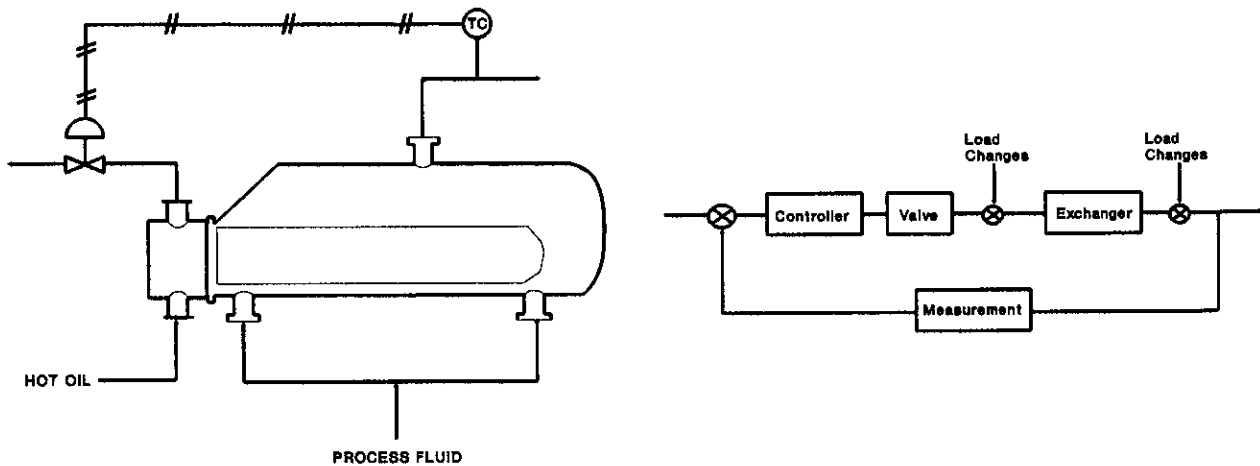 TC
HOT OIL
PROCESS FLUID
Load
Changes
Load
Changes
Controller
Valve
Exchanger
Measurement